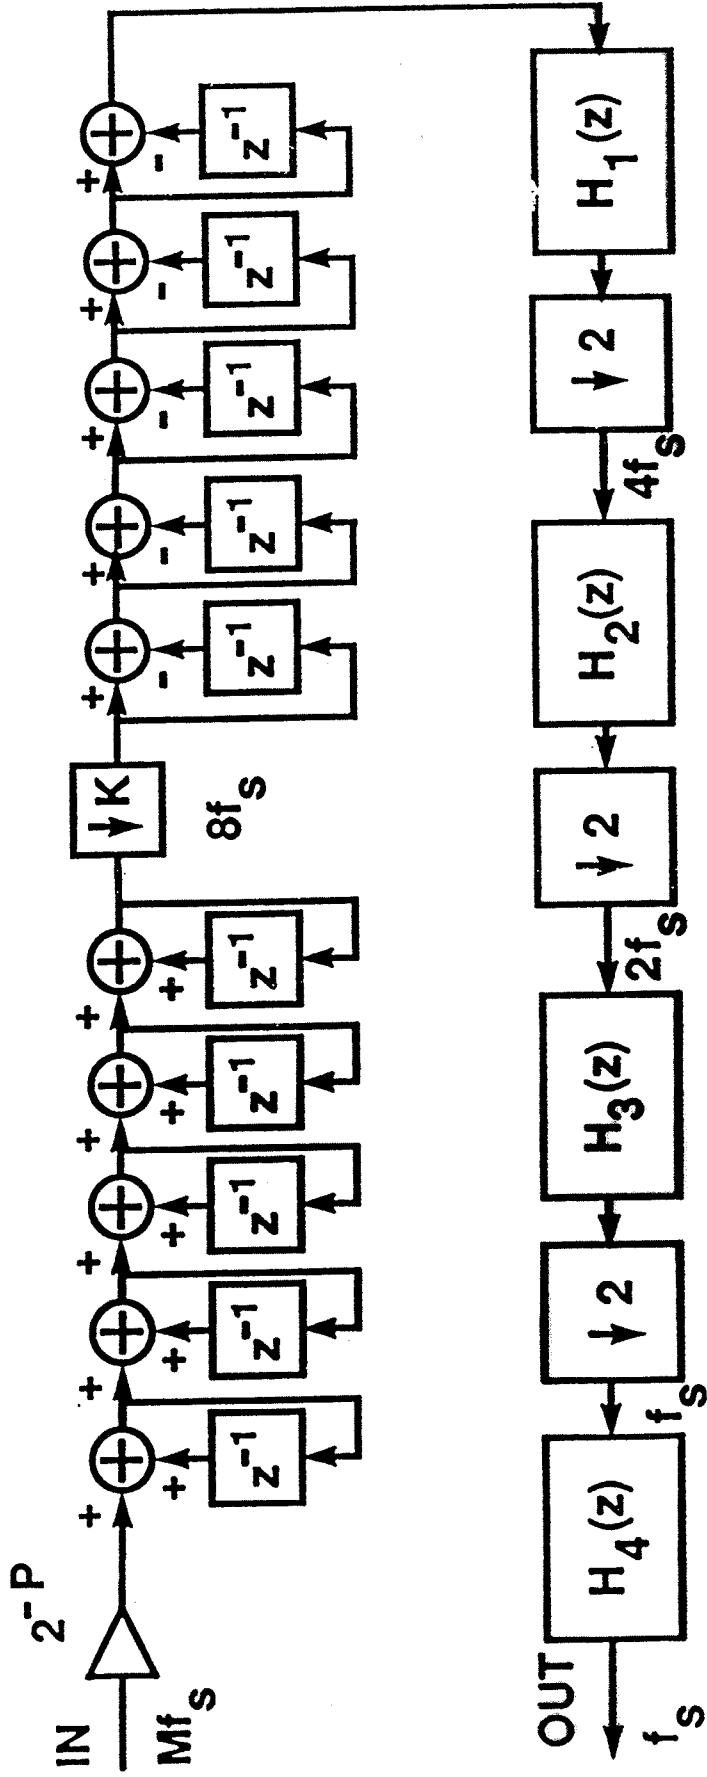 IN
Mf_s
2^-P
+ + + + +
+ + + + +
z^-1 z^-1 z^-1 z^-1 z^-1
↓ K
8f_s
+ + + + +
- - - - -
z^-1 z^-1 z^-1 z^-1 z^-1
H_1(z)
↓ 2
4f_s
H_2(z)
↓ 2
2f_s
H_3(z)
↓ 2
f_s
H_4(z)
OUT
f_s